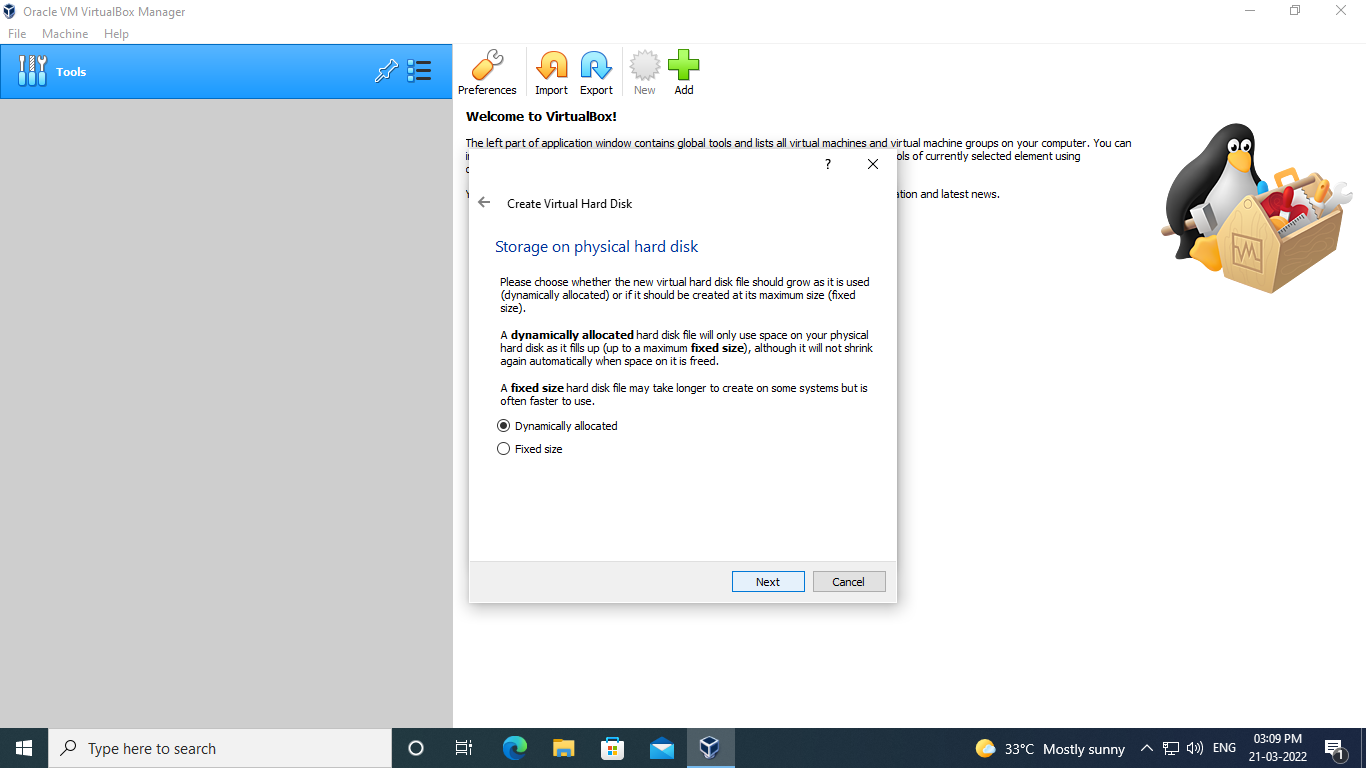 Oracle VM VirtualBox Manager
File Machine Help
Tools
Preferences Import Export New Add
Welcome to VirtualBox!
The left part of application window contains global tools and lists all virtual machines and virtual machine groups on your computer. You can
ols of currently selected element using
ation and latest news.
?
Create Virtual Hard Disk
Storage on physical hard disk
Please choose whether the new virtual hard disk file should grow as it is used
(dynamically allocated) or if it should be created at its maximum size (fixed
size).
A dynamically allocated hard disk file will only use space on your physical
hard disk as it fills up (up to a maximum fixed size), although it will not shrink
again automatically when space on it is freed.
A fixed size hard disk file may take longer to create on some systems but is
often faster to use.
Dynamically allocated
Fixed size
Next Cancel
Type here to search
33°C Mostly sunny
ENG
03:09 PM
21-03-2022
1